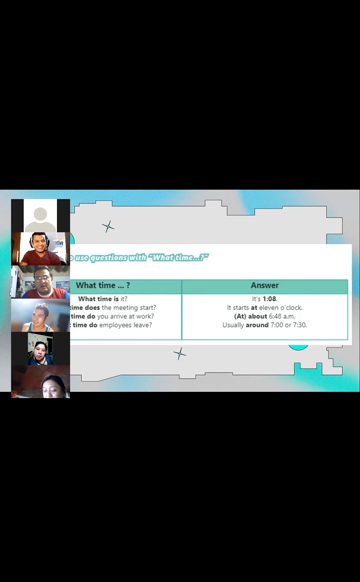 o use questions with "What time...?"
What time ... ? Answer
What time is it? It's 1:08.
time does the meeting start? It starts at eleven o'clock.
time do you arrive at work? (At) about 6:48 a.m.
time do employees leave? Usually around 7:00 or 7:30.